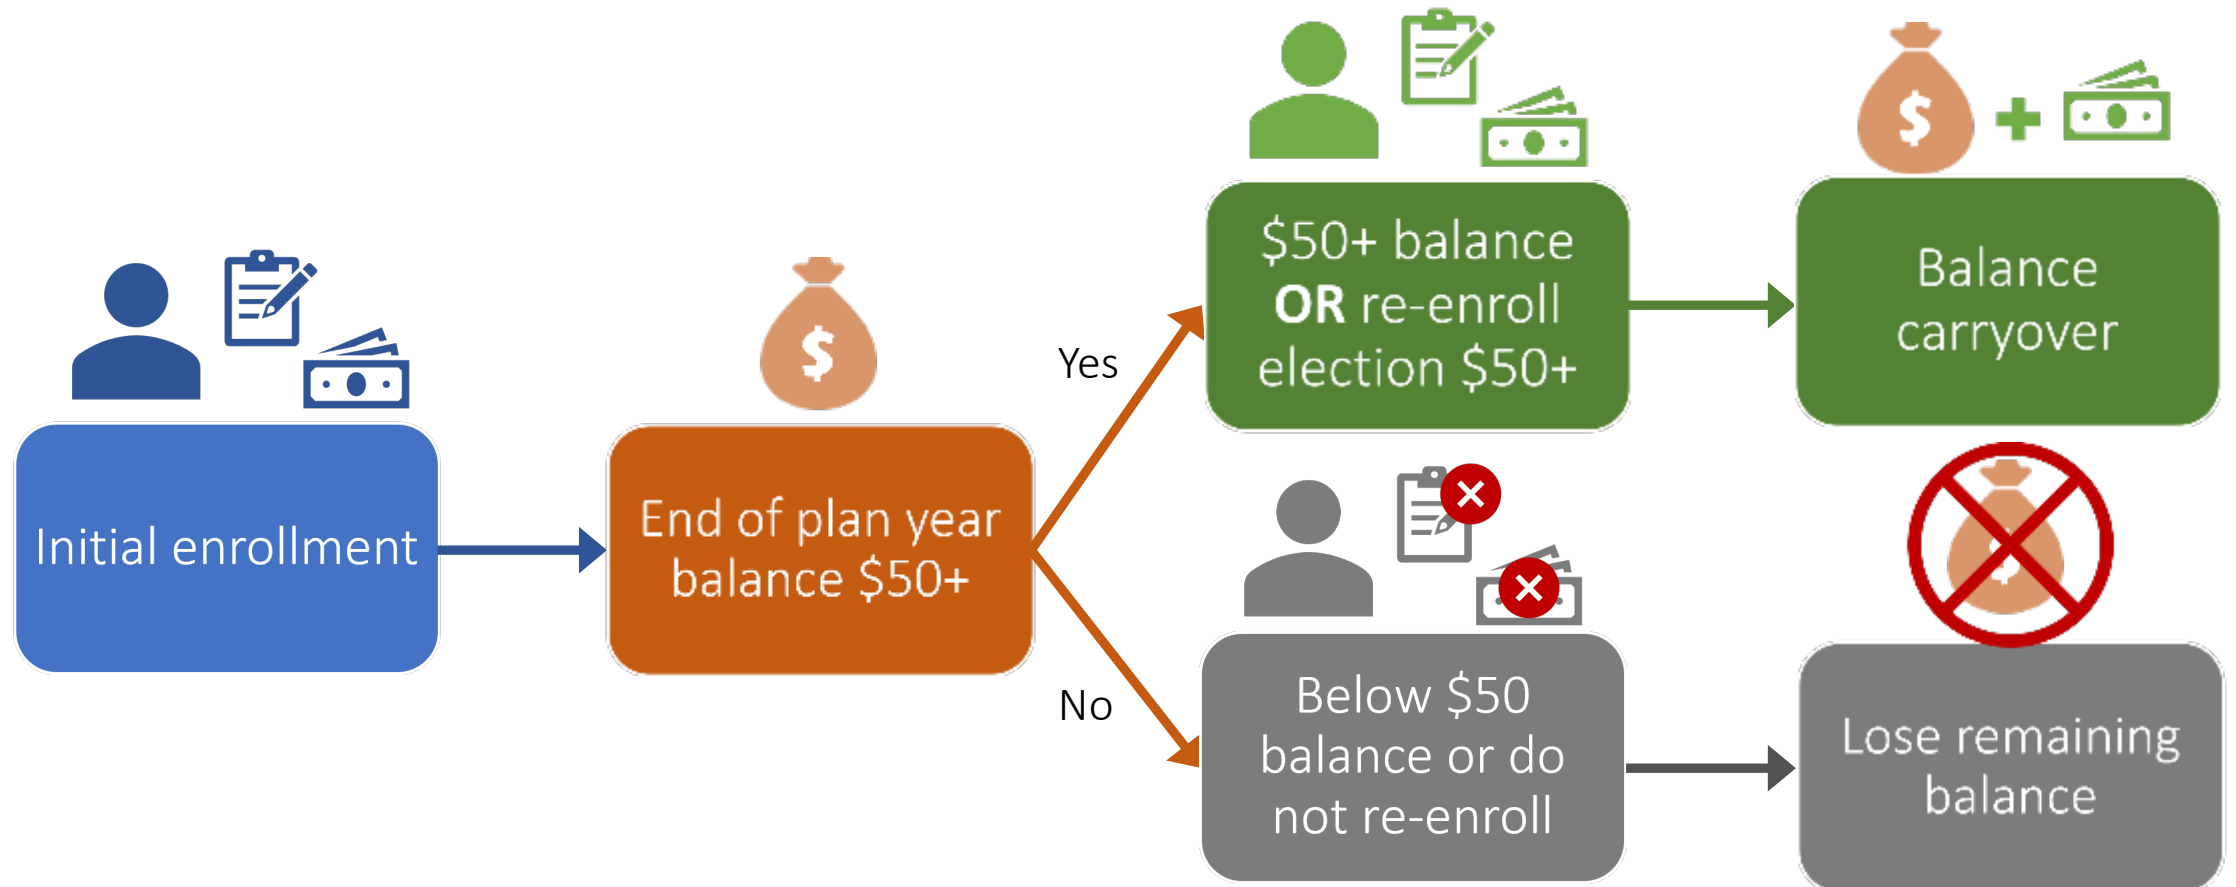 Initial enrollment
End of plan year
balance $50+
Yes
$50+ balance
OR re-enroll
election $50+
Balance
carryover
No
Below $50
balance or do
not re-enroll
Lose remaining
balance
$
$
$